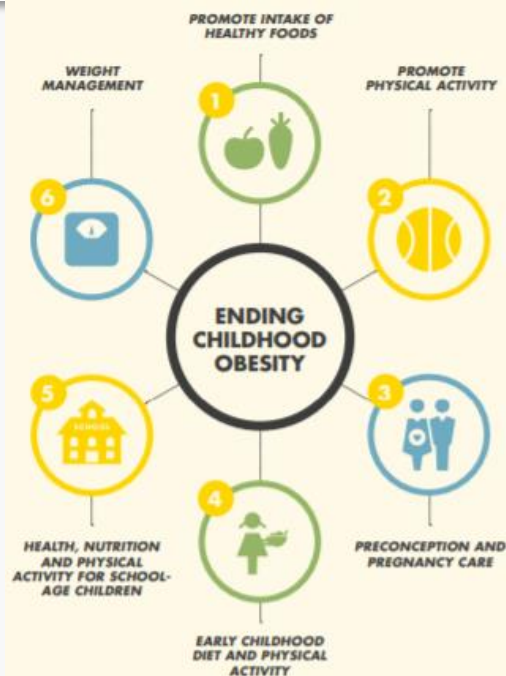 PROMOTE INTAKE OF
HEALTHY FOODS
1
PROMOTE
PHYSICAL ACTIVITY
2
PRECONCEPTION AND
PREGNANCY CARE
3
EARLY CHILDHOOD
DIET AND PHYSICAL
ACTIVITY
4
HEALTH, NUTRITION
AND PHYSICAL
ACTIVITY FOR SCHOOL-
AGE CHILDREN
5
SCHOOL
WEIGHT
MANAGEMENT
6
ENDING
CHILDHOOD
OBESITY